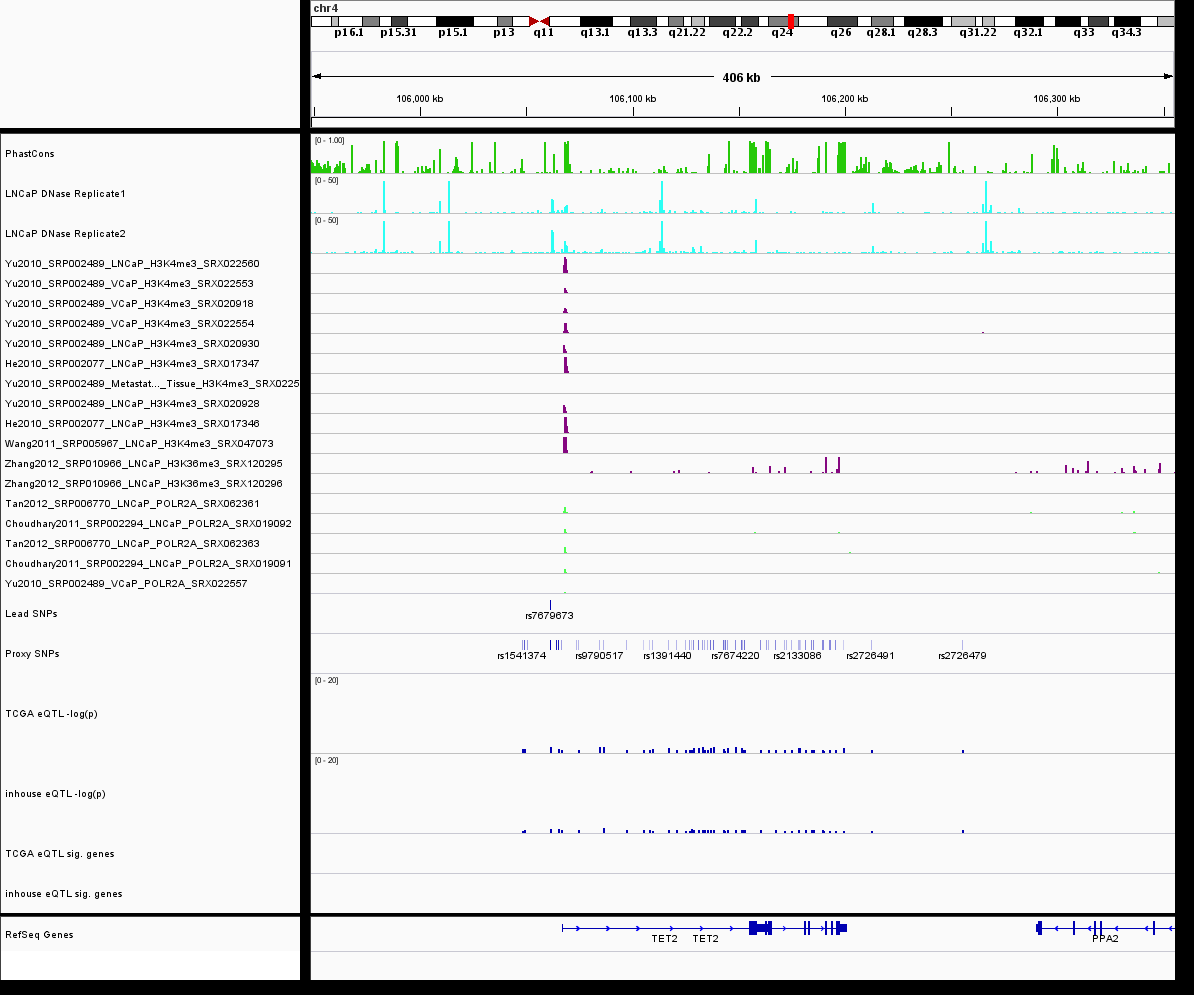 chr4
p16.1 p15.31 p15.1 p13 q11 q13.1 q13.3 q21.22 q22.2 q24 q26 q28.1 q28.3 q31.22 q32.1 q33 q34.3
406 kb
106,000 kb 106,100 kb 106,200 kb 106,300 kb
[0 - 1.00]
PhastCons
[0 - 50]
LNCaP DNase Replicate1
[0 - 50]
LNCaP DNase Replicate2
Yu2010_SRP002489_LNCaP_H3K4me3_SRX022560
Yu2010_SRP002489_VCaP_H3K4me3_SRX022553
Yu2010_SRP002489_VCaP_H3K4me3_SRX020918
Yu2010_SRP002489_VCaP_H3K4me3_SRX022554
Yu2010_SRP002489_LNCaP_H3K4me3_SRX020930
He2010_SRP002077_LNCaP_H3K4me3_SRX017347
Yu2010_SRP002489_Metastat..._Tissue_H3K4me3_SRX0225
Yu2010_SRP002489_LNCaP_H3K4me3_SRX020928
He2010_SRP002077_LNCaP_H3K4me3_SRX017346
Wang2011_SRP005967_LNCaP_H3K4me3_SRX047073
Zhang2012_SRP010966_LNCaP_H3K36me3_SRX120295
Zhang2012_SRP010966_LNCaP_H3K36me3_SRX120296
Tan2012_SRP006770_LNCaP_POLR2A_SRX062361
Choudhary2011_SRP002294_LNCaP_POLR2A_SRX019092
Tan2012_SRP006770_LNCaP_POLR2A_SRX062363
Choudhary2011_SRP002294_LNCaP_POLR2A_SRX019091
Yu2010_SRP002489_VCaP_POLR2A_SRX022557
Lead SNPs
rs7679673
Proxy SNPs
rs1541374 rs9790517 rs1391440 rs7674220 rs2133086 rs2726491 rs2726479
[0 - 20]
TCGA eQTL -log(p)
[0 - 20]
inhouse eQTL -log(p)
TCGA eQTL sig. genes
inhouse eQTL sig. genes
RefSeq Genes
TET2 TET2 PPA2